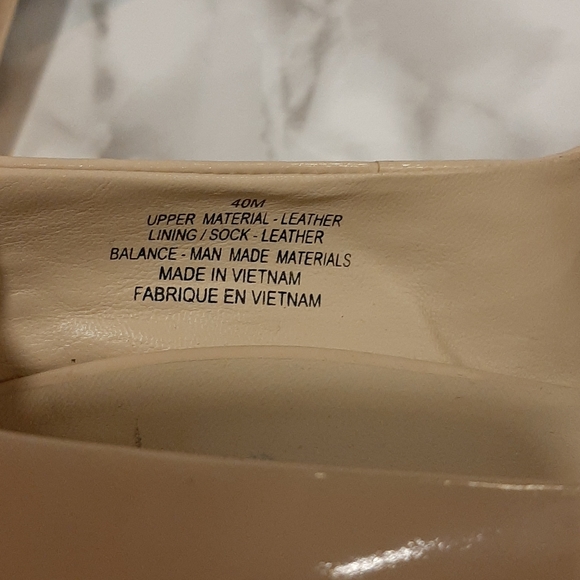 40M
UPPER MATERIAL - LEATHER
LINING / SOCK - LEATHER
BALANCE - MAN MADE MATERIALS
MADE IN VIETNAM
FABRIQUE EN VIETNAM